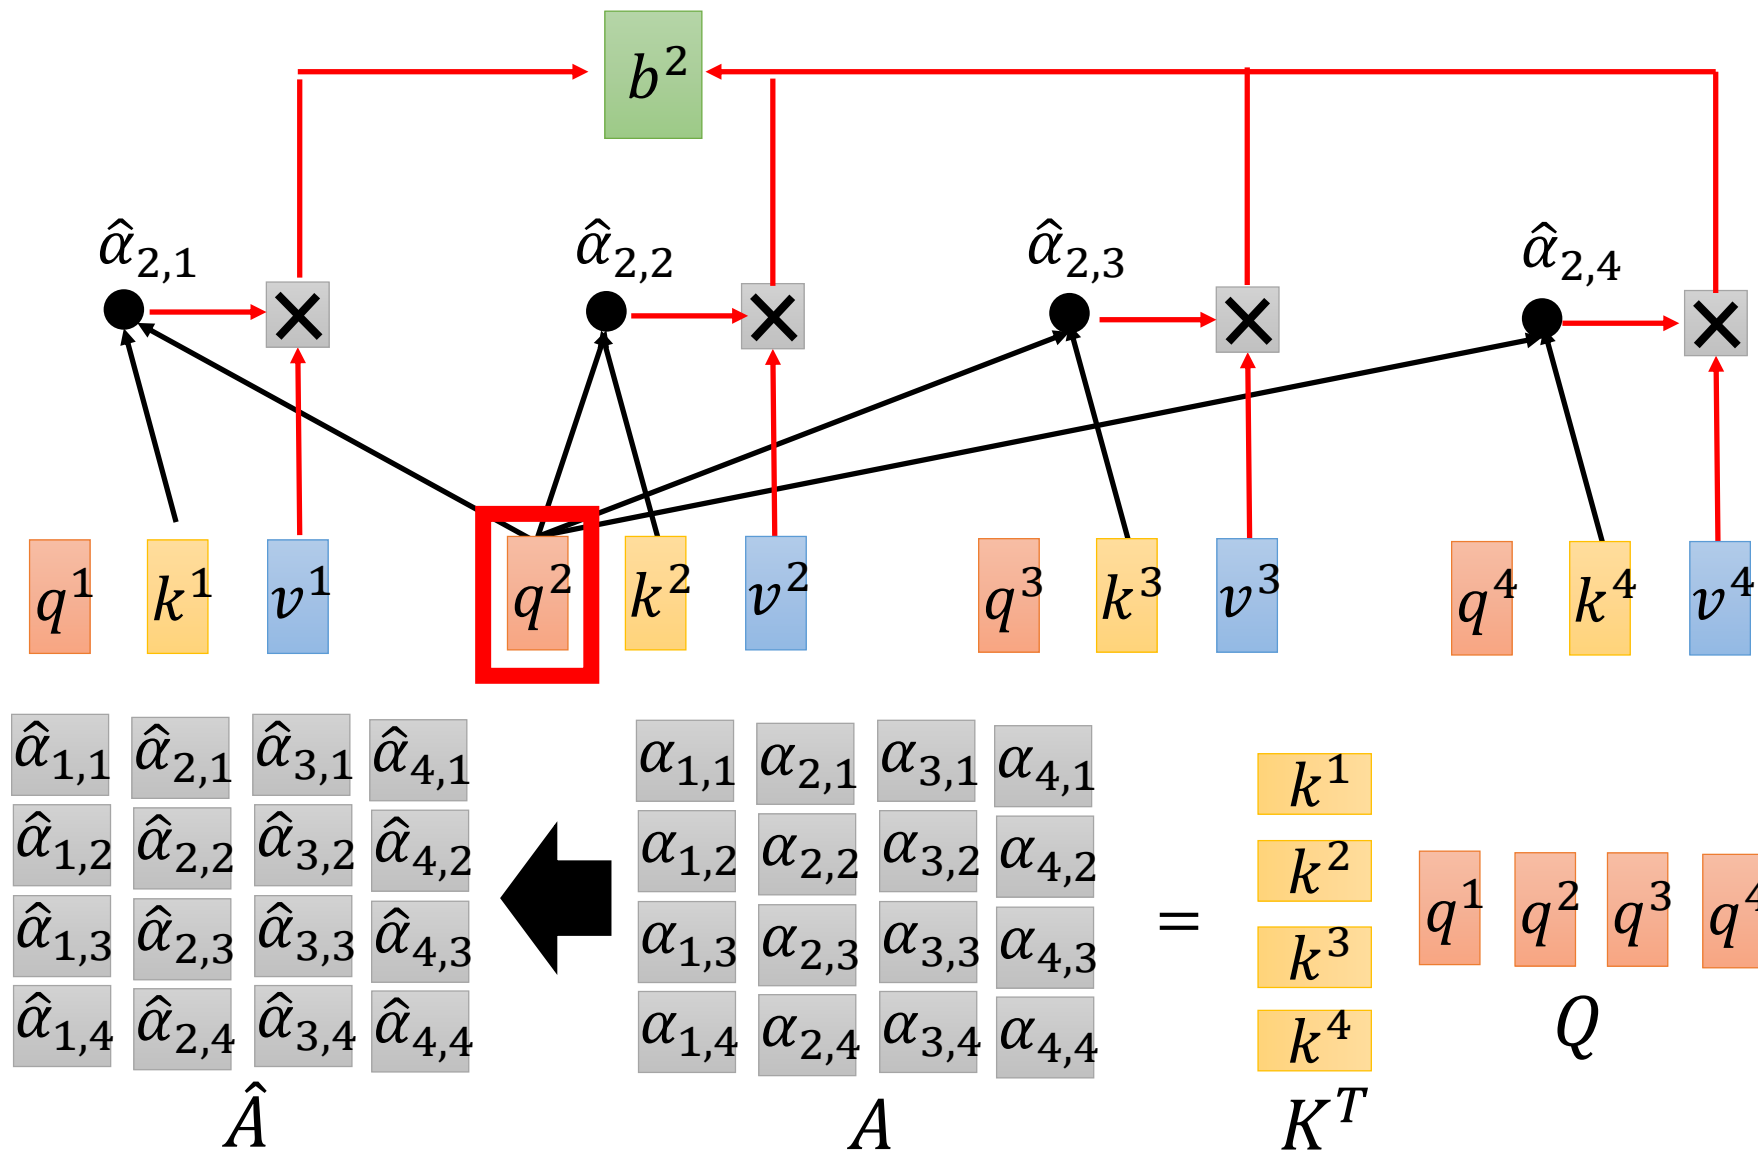 b²
α̂₂,₁ α̂₂,₂ α̂₂,₃ α̂₂,₄
× × × ×
q¹ k¹ v¹ q² k² v² q³ k³ v³ q⁴ k⁴ v⁴
α̂₁,₁ α̂₂,₁ α̂₃,₁ α̂₄,₁ α₁,₁ α₂,₁ α₃,₁ α₄,₁ k¹
α̂₁,₂ α̂₂,₂ α̂₃,₂ α̂₄,₂ α₁,₂ α₂,₂ α₃,₂ α₄,₂ k²
α̂₁,₃ α̂₂,₃ α̂₃,₃ α̂₄,₃ α₁,₃ α₂,₃ α₃,₃ α₄,₃ = k³ q¹ q² q³ q⁴
α̂₁,₄ α̂₂,₄ α̂₃,₄ α̂₄,₄ α₁,₄ α₂,₄ α₃,₄ α₄,₄ k⁴
Â A Kᵀ Q